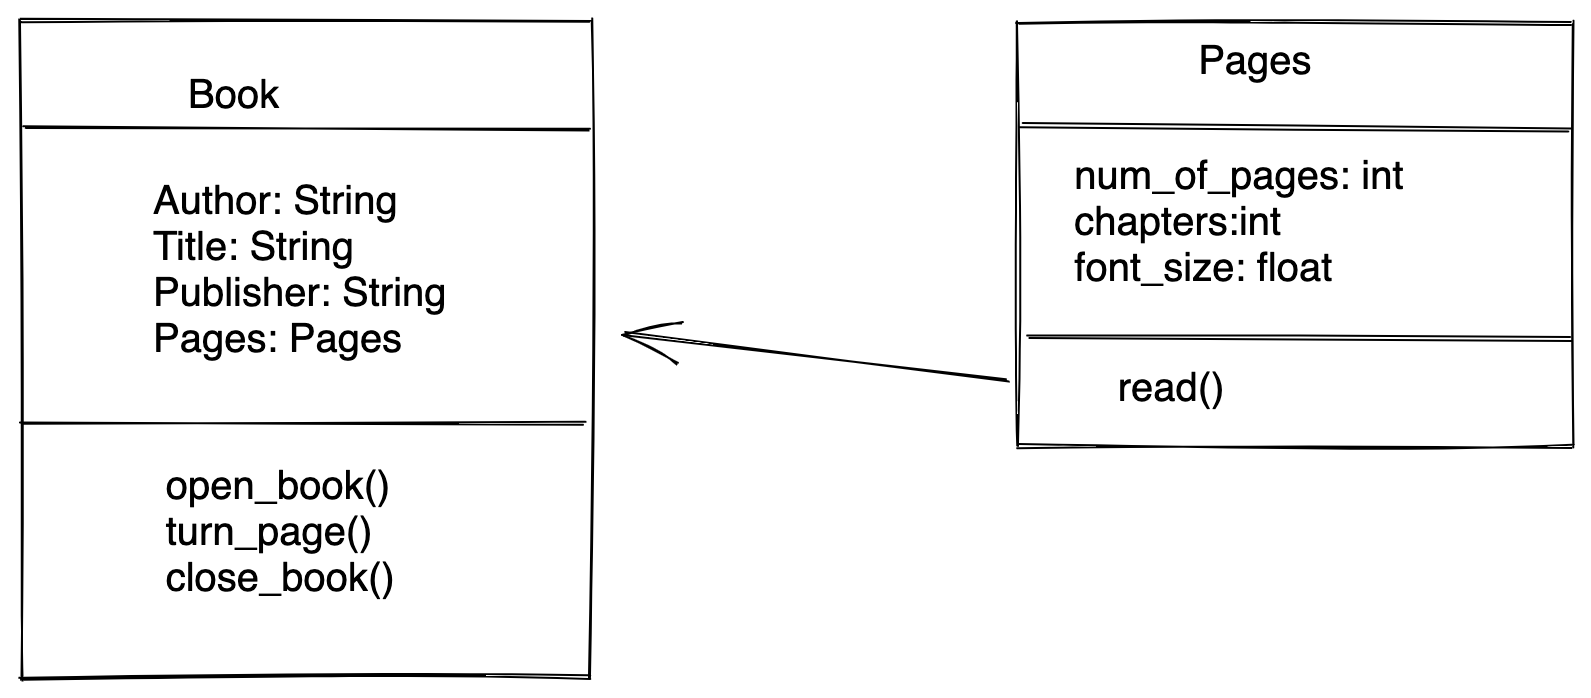 Book
Author: String
Title: String
Publisher: String
Pages: Pages
open_book()
turn_page()
close_book()
Pages
num_of_pages: int
chapters:int
font_size: float
read()